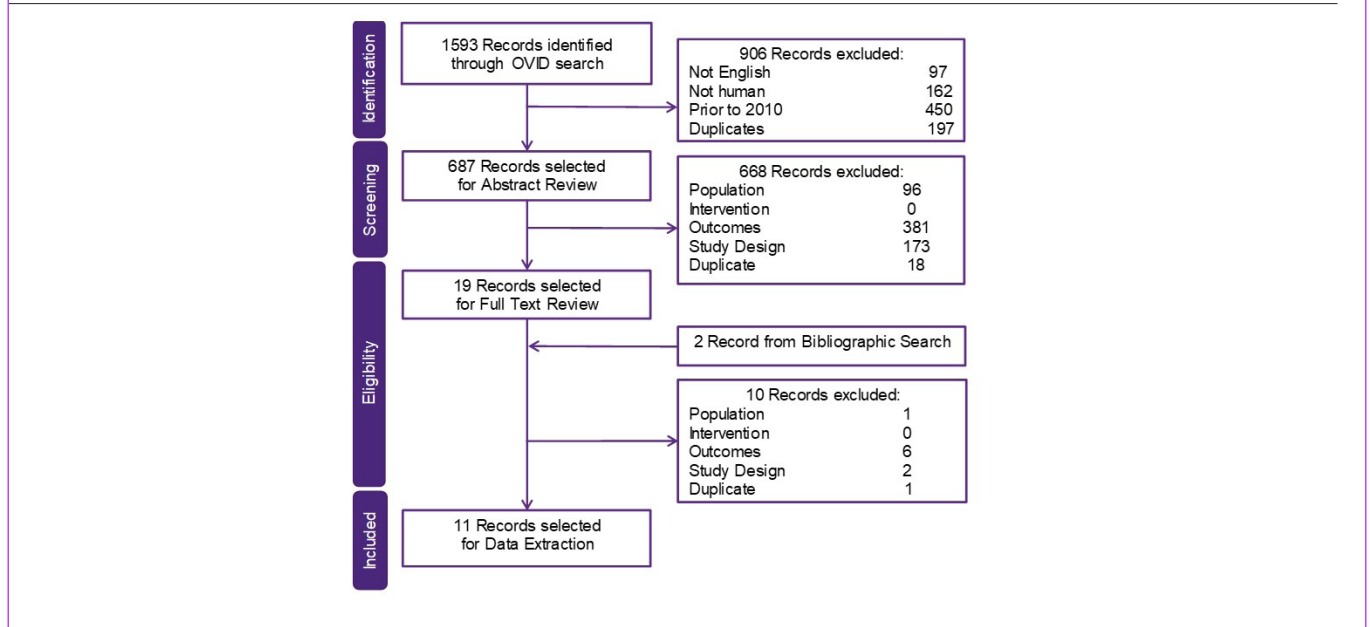 Identification
1593 Records identified
through OVID search
906 Records excluded:
Not English 97
Not human 162
Prior to 2010 450
Duplicates 197
Screening
687 Records selected
for Abstract Review
668 Records excluded:
Population 96
Intervention 0
Outcomes 381
Study Design 173
Duplicate 18
Eligibility
19 Records selected
for Full Text Review
2 Record from Bibliographic Search
10 Records excluded:
Population 1
Intervention 0
Outcomes 6
Study Design 2
Duplicate 1
Included
11 Records selected
for Data Extraction